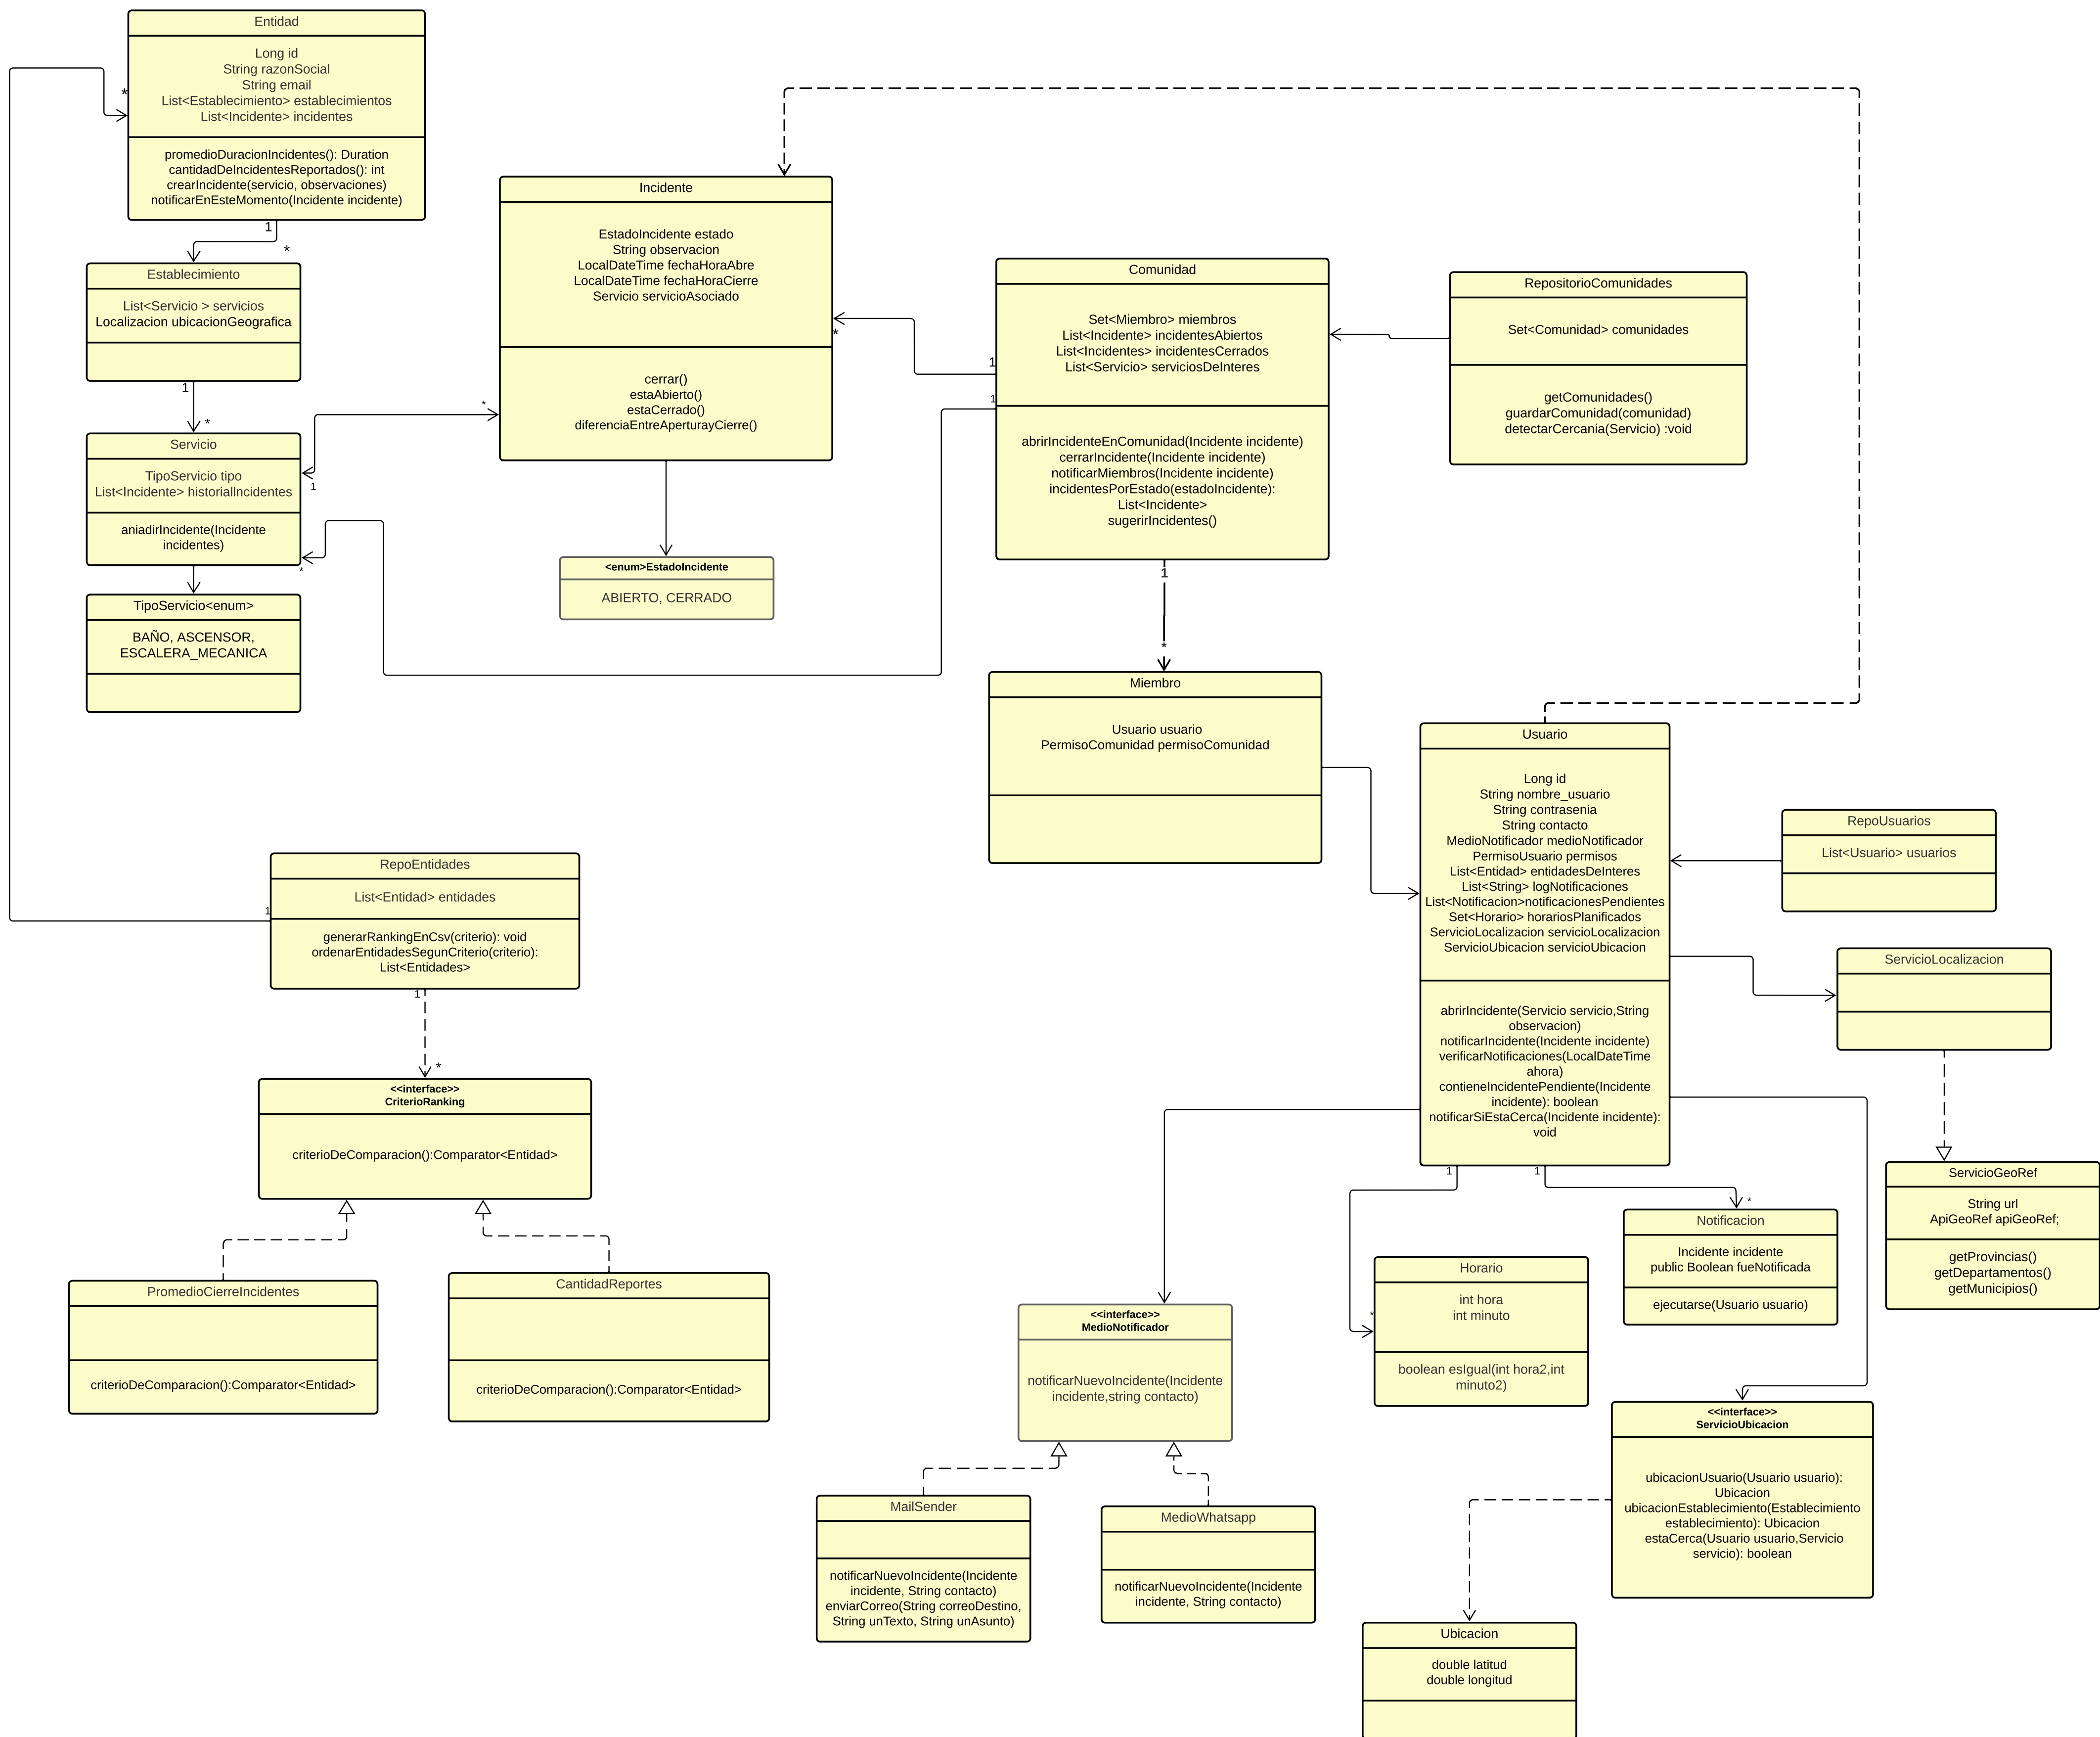 Entidad
Long id
String razonSocial
String email
List<Establecimiento> establecimientos
List<Incidente> incidentes
promedioDuracionIncidentes(): Duration
cantidadDeIncidentesReportados(): int
crearIncidente(servicio, observaciones)
notificarEnEsteMomento(Incidente incidente)
*
1
*
Establecimiento
List<Servicio > servicios
Localizacion ubicacionGeografica
1
*
Servicio
TipoServicio tipo
List<Incidente> historialIncidentes
aniadirIncidente(Incidente
incidentes)
*
1
*
TipoServicio<enum>
BAÑO, ASCENSOR,
ESCALERA_MECANICA
Incidente
EstadoIncidente estado
String observacion
LocalDateTime fechaHoraAbre
LocalDateTime fechaHoraCierre
Servicio servicioAsociado
cerrar()
estaAbierto()
estaCerrado()
diferenciaEntreAperturayCierre()
*
1
1
<enum>EstadoIncidente
ABIERTO, CERRADO
Comunidad
Set<Miembro> miembros
List<Incidente> incidentesAbiertos
List<Incidentes> incidentesCerrados
List<Servicio> serviciosDeInteres
abrirIncidenteEnComunidad(Incidente incidente)
cerrarIncidente(Incidente incidente)
notificarMiembros(Incidente incidente)
incidentesPorEstado(estadoIncidente):
List<Incidente>
sugerirIncidentes()
1
*
RepositorioComunidades
Set<Comunidad> comunidades
getComunidades()
guardarComunidad(comunidad)
detectarCercania(Servicio) :void
Miembro
Usuario usuario
PermisoComunidad permisoComunidad
Usuario
Long id
String nombre_usuario
String contrasenia
String contacto
MedioNotificador medioNotificador
PermisoUsuario permisos
List<Entidad> entidadesDeInteres
List<String> logNotificaciones
List<Notificacion>notificacionesPendientes
Set<Horario> horariosPlanificados
ServicioLocalizacion servicioLocalizacion
ServicioUbicacion servicioUbicacion
abrirIncidente(Servicio servicio,String
observacion)
notificarIncidente(Incidente incidente)
verificarNotificaciones(LocalDateTime
ahora)
contieneIncidentePendiente(Incidente
incidente): boolean
notificarSiEstaCerca(Incidente incidente):
void
1
1
*
*
RepoUsuarios
List<Usuario> usuarios
ServicioLocalizacion
ServicioGeoRef
String url
ApiGeoRef apiGeoRef;
getProvincias()
getDepartamentos()
getMunicipios()
RepoEntidades
List<Entidad> entidades
generarRankingEnCsv(criterio): void
ordenarEntidadesSegunCriterio(criterio):
List<Entidades>
1
1
*
<<interface>>
CriterioRanking
criterioDeComparacion():Comparator<Entidad>
PromedioCierreIncidentes
criterioDeComparacion():Comparator<Entidad>
CantidadReportes
criterioDeComparacion():Comparator<Entidad>
Notificacion
Incidente incidente
public Boolean fueNotificada
ejecutarse(Usuario usuario)
Horario
int hora
int minuto
boolean esIgual(int hora2,int
minuto2)
<<interface>>
MedioNotificador
notificarNuevoIncidente(Incidente
incidente,string contacto)
MailSender
notificarNuevoIncidente(Incidente
incidente, String contacto)
enviarCorreo(String correoDestino,
String unTexto, String unAsunto)
MedioWhatsapp
notificarNuevoIncidente(Incidente
incidente, String contacto)
<<interface>>
ServicioUbicacion
ubicacionUsuario(Usuario usuario):
Ubicacion
ubicacionEstablecimiento(Establecimiento
establecimiento): Ubicacion
estaCerca(Usuario usuario,Servicio
servicio): boolean
Ubicacion
double latitud
double longitud